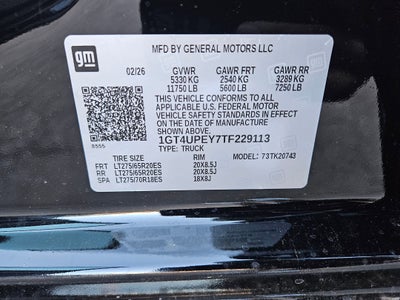 gm
MFD BY GENERAL MOTORS LLC
02/26 GVWR GAWR FRT GAWR RR
5330 KG 2540 KG 3289 KG
11750 LB 5600 LB 7250 LB
THIS VEHICLE CONFORMS TO ALL
APPLICABLE U.S. FEDERAL MOTOR
VEHICLE SAFETY STANDARDS IN
EFFECT ON THE DATE OF
MANUFACTURE SHOWN ABOVE.
1GT4UPEY7TF229113
8555 TYPE: TRUCK
TIRE SIZE RIM MODEL: 73TK20743
FRT LT275/65R20ES 20X8.5J
RR LT275/65R20ES 20X8.5J
SPA LT275/70R18ES 18X8J